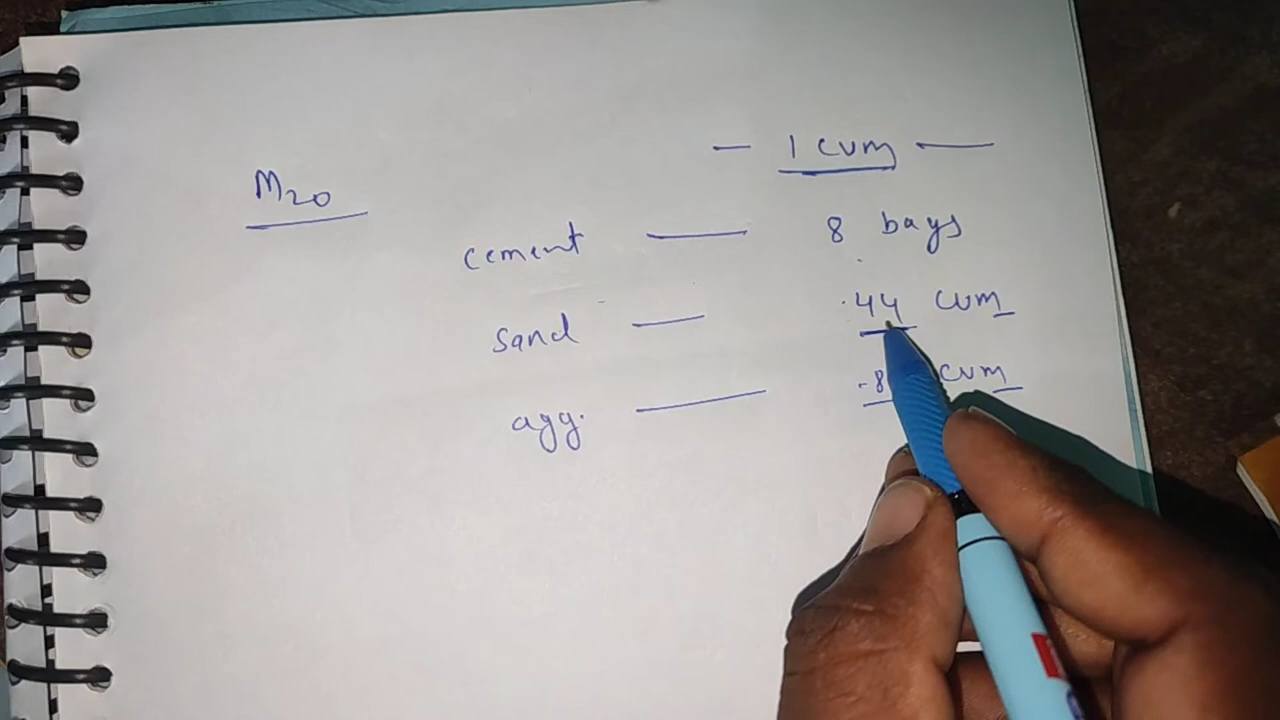 — 1 cum —
M20
cement — 8 bags
sand — .44 cum
agg. — cum